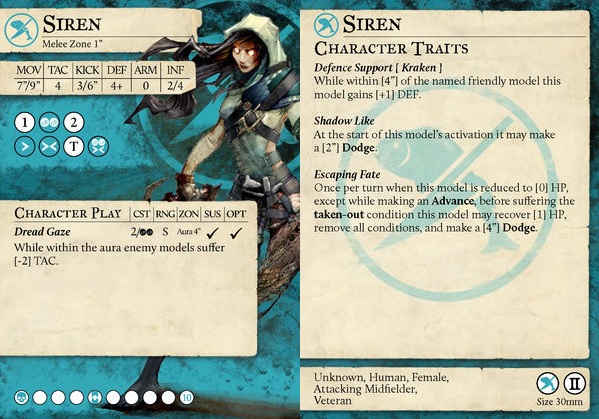 SIREN
Melee Zone 1"
MOV TAC KICK DEF ARM INF
7"/9" 4 3/6" 4+ 0 2/4
1 2
T
CHARACTER PLAY CST RNG ZON SUS OPT
Dread Gaze 2/ S Aura 4"
While within the aura enemy models suffer
[-2] TAC.
10
SIREN
CHARACTER TRAITS
Defence Support [ Kraken ]
While within [4"] of the named friendly model this
model gains [+1] DEF.
Shadow Like
At the start of this model's activation it may make
a [2"] Dodge.
Escaping Fate
Once per turn when this model is reduced to [0] HP,
except while making an Advance, before suffering the
taken-out condition this model may recover [1] HP,
remove all conditions, and make a [4"] Dodge.
Unknown, Human, Female,
Attacking Midfielder,
Veteran
II
Size 30mm